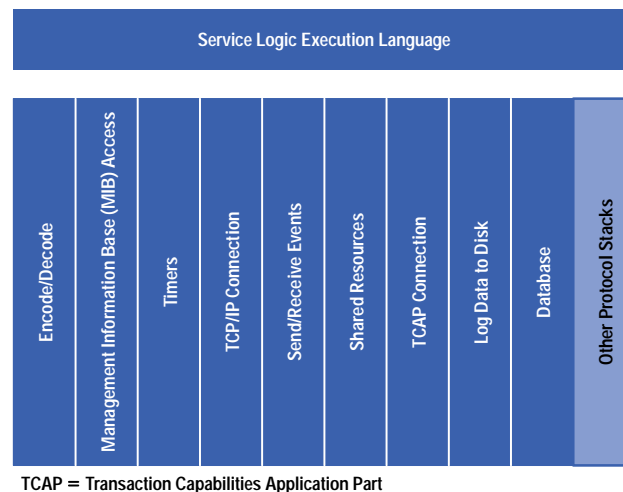 Service Logic Execution Language
Encode/Decode
Management Information Base (MIB) Access
Timers
TCP/IP Connection
Send/Receive Events
Shared Resources
TCAP Connection
Log Data to Disk
Database
Other Protocol Stacks
TCAP = Transaction Capabilities Application Part